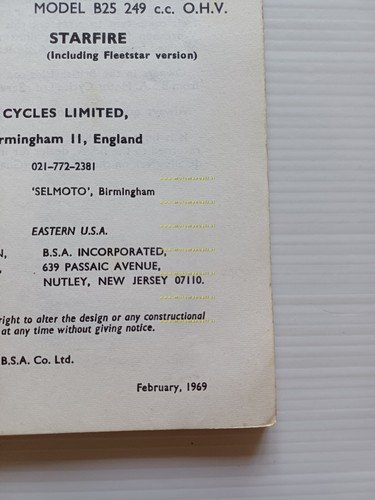 MODEL B25 249 c.c. O.H.V.
STARFIRE
(Including Fleetstar version)
CYCLES LIMITED,
rmingham 11, England
021-772-2381
'SELMOTO', Birmingham
EASTERN U.S.A.
N, B.S.A. INCORPORATED,
, 639 PASSAIC AVENUE,
NUTLEY, NEW JERSEY 07110.
right to alter the design or any constructional
at any time without giving notice.
B.S.A. Co. Ltd.
February, 1969